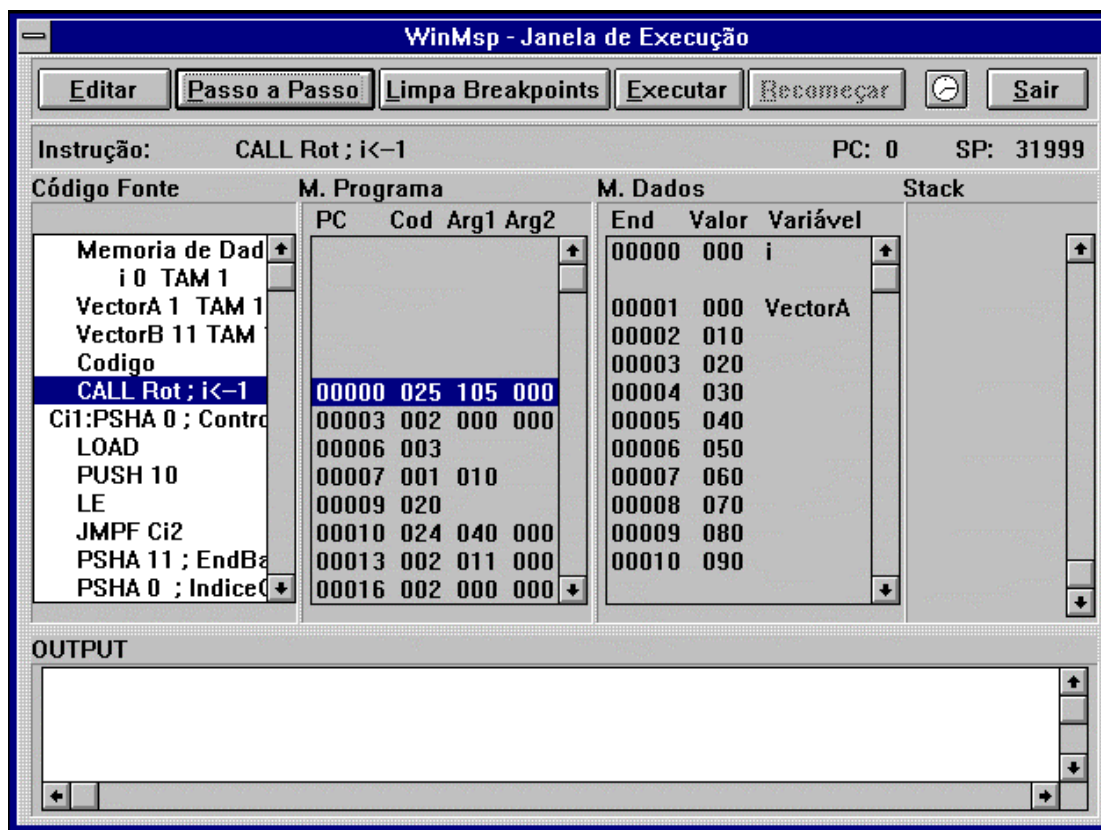 WinMsp - Janela de Execução
Editar Passo a Passo Limpa Breakpoints Executar Recomeçar Sair
Instrução: CALL Rot ; i<–1 PC: 0 SP: 31999
Código Fonte M. Programa M. Dados Stack
PC Cod Arg1 Arg2 End Valor Variável
Memoria de Dad 00000 000 i
i 0 TAM 1
VectorA 1 TAM 1 00001 000 VectorA
VectorB 11 TAM 00002 010
Codigo 00003 020
CALL Rot ; i<–1 00000 025 105 000 00004 030
Ci1:PSHA 0 ; Contro 00003 002 000 000 00005 040
LOAD 00006 003 00006 050
PUSH 10 00007 001 010 00007 060
LE 00009 020 00008 070
JMPF Ci2 00010 024 040 000 00009 080
PSHA 11 ; EndBa 00013 002 011 000 00010 090
PSHA 0 ; Indice 00016 002 000 000
OUTPUT